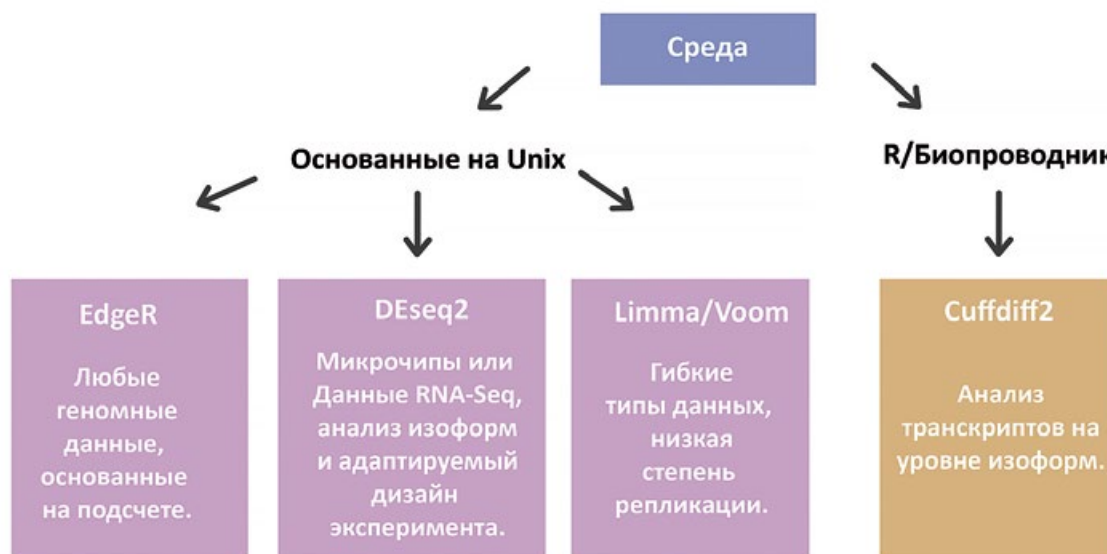 Среда
Основанные на Unix
R/Биопроводник
EdgeR
Любые
геномные
данные,
основанные
на подсчете.
DEseq2
Микрочипы или
Данные RNA-Seq,
анализ изоформ
и адаптируемый
дизайн
эксперимента.
Limma/Voom
Гибкие
типы данных,
низкая
степень
репликации.
Cuffdiff2
Анализ
транскриптов на
уровне изоформ.